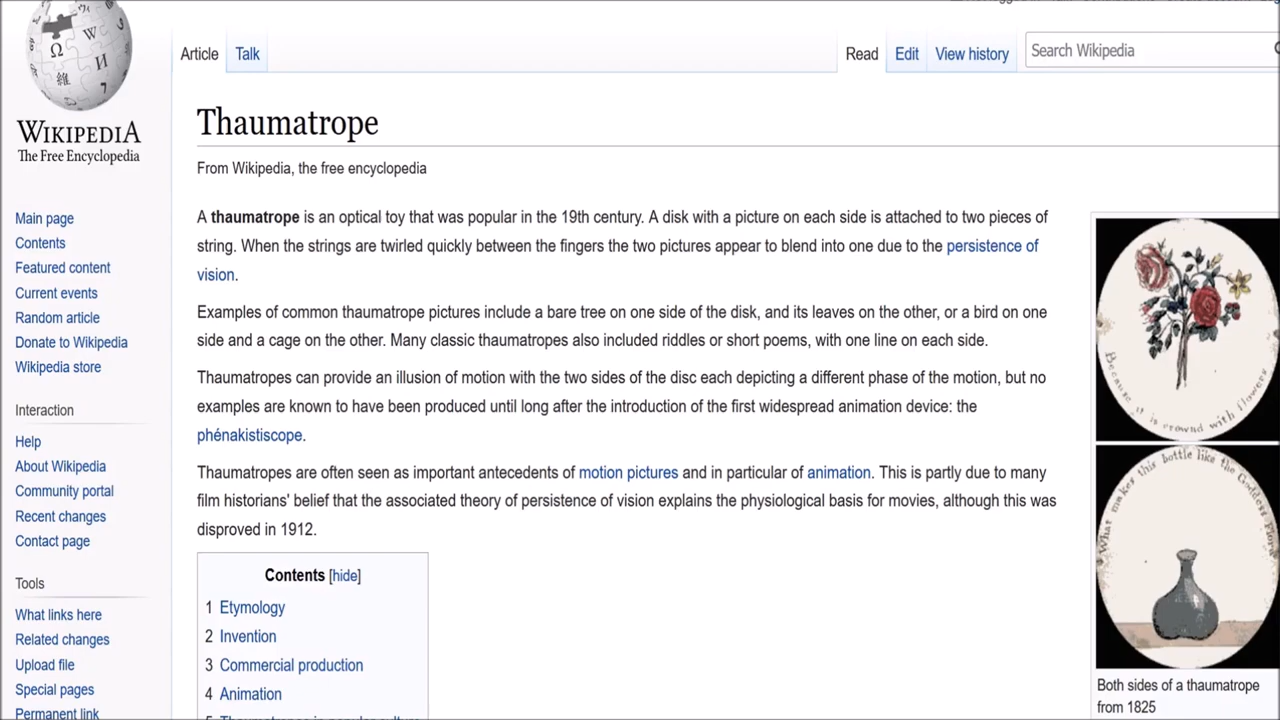 WIKIPEDIA
The Free Encyclopedia
Main page
Contents
Featured content
Current events
Random article
Donate to Wikipedia
Wikipedia store
Interaction
Help
About Wikipedia
Community portal
Recent changes
Contact page
Tools
What links here
Related changes
Upload file
Special pages
Permanent link
Article Talk
Read Edit View history
Search Wikipedia
Thaumatrope
From Wikipedia, the free encyclopedia
A thaumatrope is an optical toy that was popular in the 19th century. A disk with a picture on each side is attached to two pieces of
string. When the strings are twirled quickly between the fingers the two pictures appear to blend into one due to the persistence of
vision.
Examples of common thaumatrope pictures include a bare tree on one side of the disk, and its leaves on the other, or a bird on one
side and a cage on the other. Many classic thaumatropes also included riddles or short poems, with one line on each side.
Thaumatropes can provide an illusion of motion with the two sides of the disc each depicting a different phase of the motion, but no
examples are known to have been produced until long after the introduction of the first widespread animation device: the
phénakistiscope.
Thaumatropes are often seen as important antecedents of motion pictures and in particular of animation. This is partly due to many
film historians' belief that the associated theory of persistence of vision explains the physiological basis for movies, although this was
disproved in 1912.
Contents [hide]
1 Etymology
2 Invention
3 Commercial production
4 Animation
Because it is crownd with flowers
What makes this bottle like the Goddess Flora
Both sides of a thaumatrope
from 1825